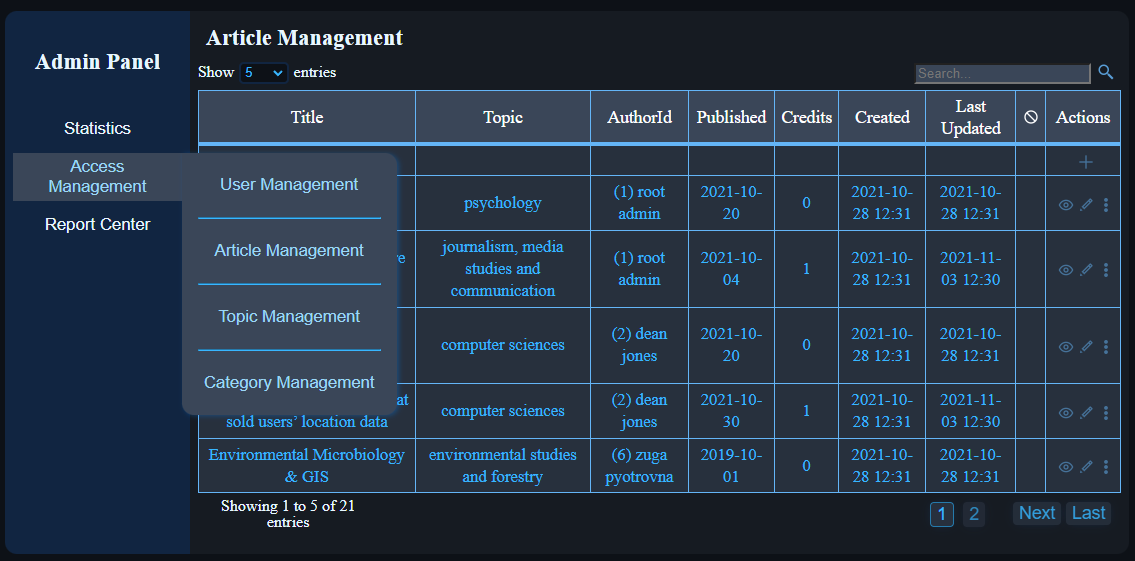 Admin Panel
Statistics
Access
Management
Report Center
User Management
Article Management
Topic Management
Category Management
Article Management
Show 5 entries
Search...
Title Topic AuthorId Published Credits Created Last Updated Actions
psychology (1) root admin 2021-10-20 0 2021-10-28 12:31 2021-10-28 12:31
journalism, media studies and communication (1) root admin 2021-10-04 1 2021-10-28 12:31 2021-11-03 12:30
computer sciences (2) dean jones 2021-10-20 0 2021-10-28 12:31 2021-10-28 12:31
sold users’ location data computer sciences (2) dean jones 2021-10-30 1 2021-10-28 12:31 2021-11-03 12:30
Environmental Microbiology & GIS environmental studies and forestry (6) zuga pyotrovna 2019-10-01 0 2021-10-28 12:31 2021-10-28 12:31
Showing 1 to 5 of 21
entries
1 2 Next Last